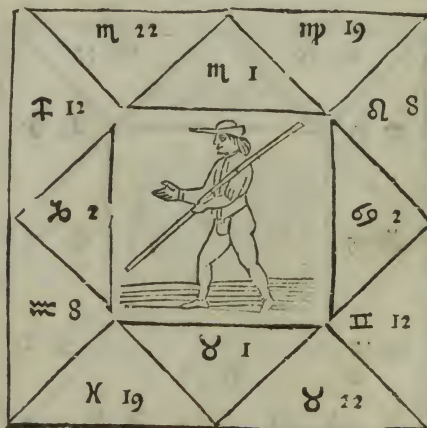 ♏ 22 ♍ 19
♏ 1
♐ 12 ♌ 8
♑ 2 ♋ 2
♒ 8 ♊ 12
♉ 1
♓ 19 ♉ 22